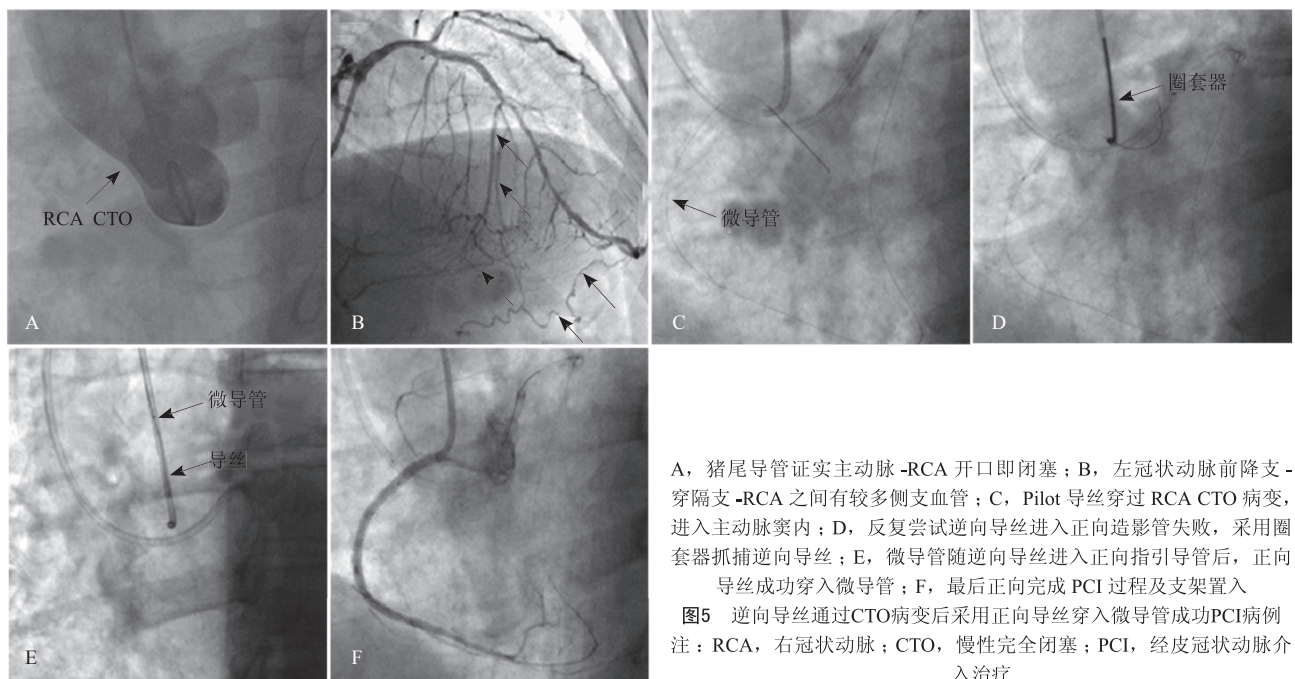 RCA CTO
A
B
微导管
C
圈套器
D
微导管
导丝
E
F
A，猪尾导管证实主动脉 -RCA 开口即闭塞；B，左冠状动脉前降支 -
穿隔支 -RCA 之间有较多侧支血管；C，Pilot 导丝穿过 RCA CTO 病变，
进入主动脉窦内；D，反复尝试逆向导丝进入正向造影管失败，采用圈
套器抓捕逆向导丝；E，微导管随逆向导丝进入正向指引导管后，正向
导丝成功穿入微导管；F，最后正向完成 PCI 过程及支架置入
图5 逆向导丝通过CTO病变后采用正向导丝穿入微导管成功PCI病例
注：RCA，右冠状动脉；CTO，慢性完全闭塞；PCI，经皮冠状动脉介
入治疗